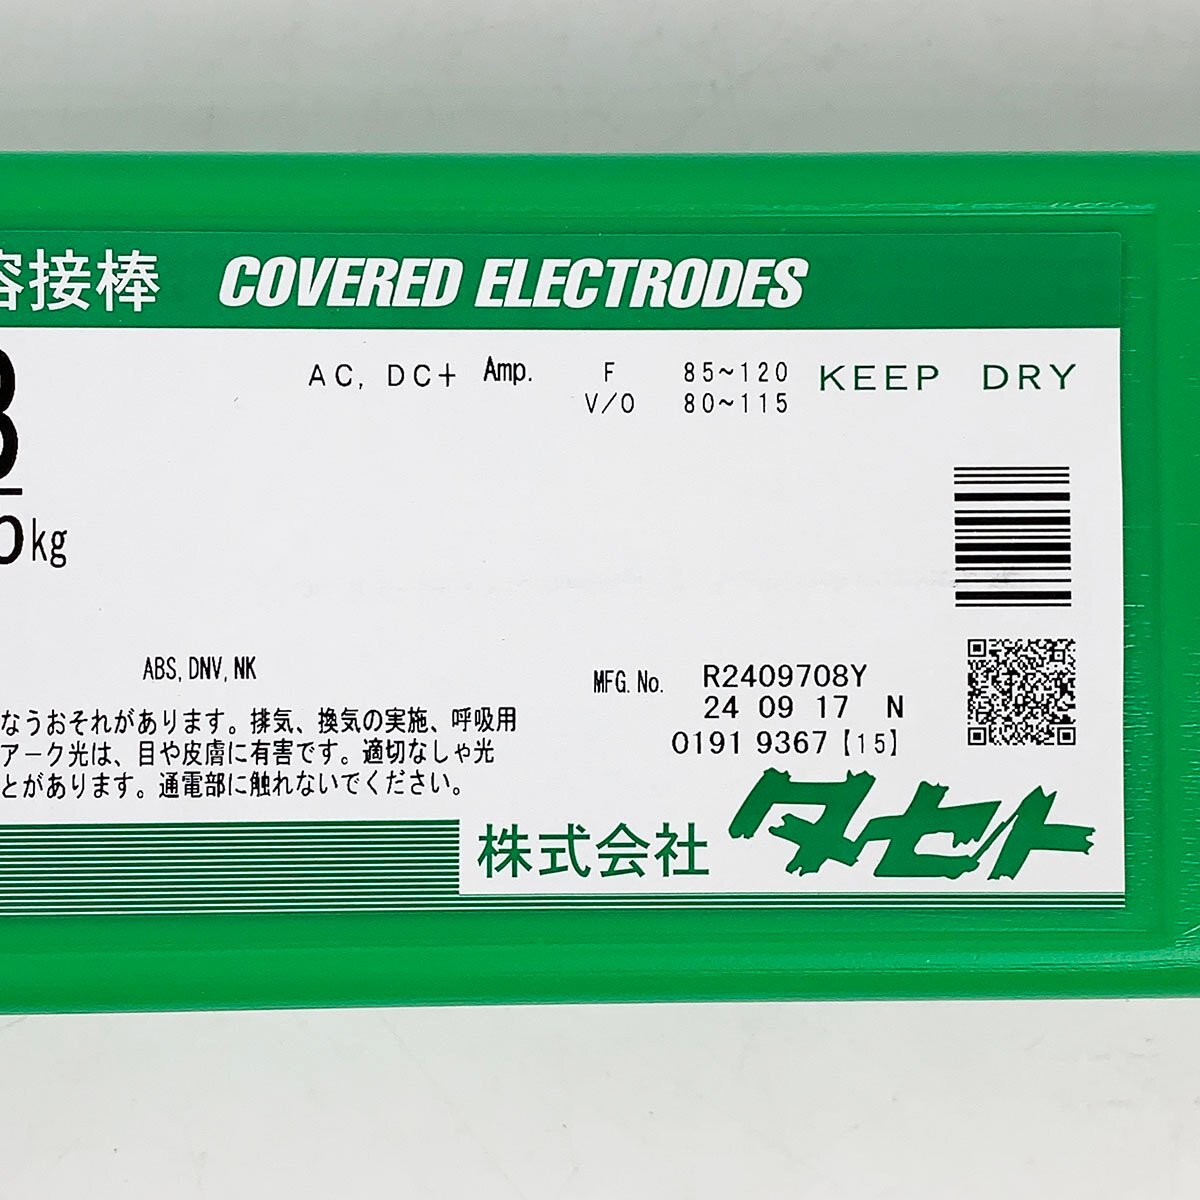 溶接棒 COVERED ELECTRODES
AC, DC+ Amp. F 85~120 KEEP DRY
V/O 80~115
kg
ABS, DNV, NK
MFG. No. R2409708Y
24 09 17 N
0191 9367【15】
なうおそれがあります。排気、換気の実施、呼吸用
アーク光は、目や皮膚に有害です。適切なしゃ光
とがあります。通電部に触れないでください。
株式会社 タセト